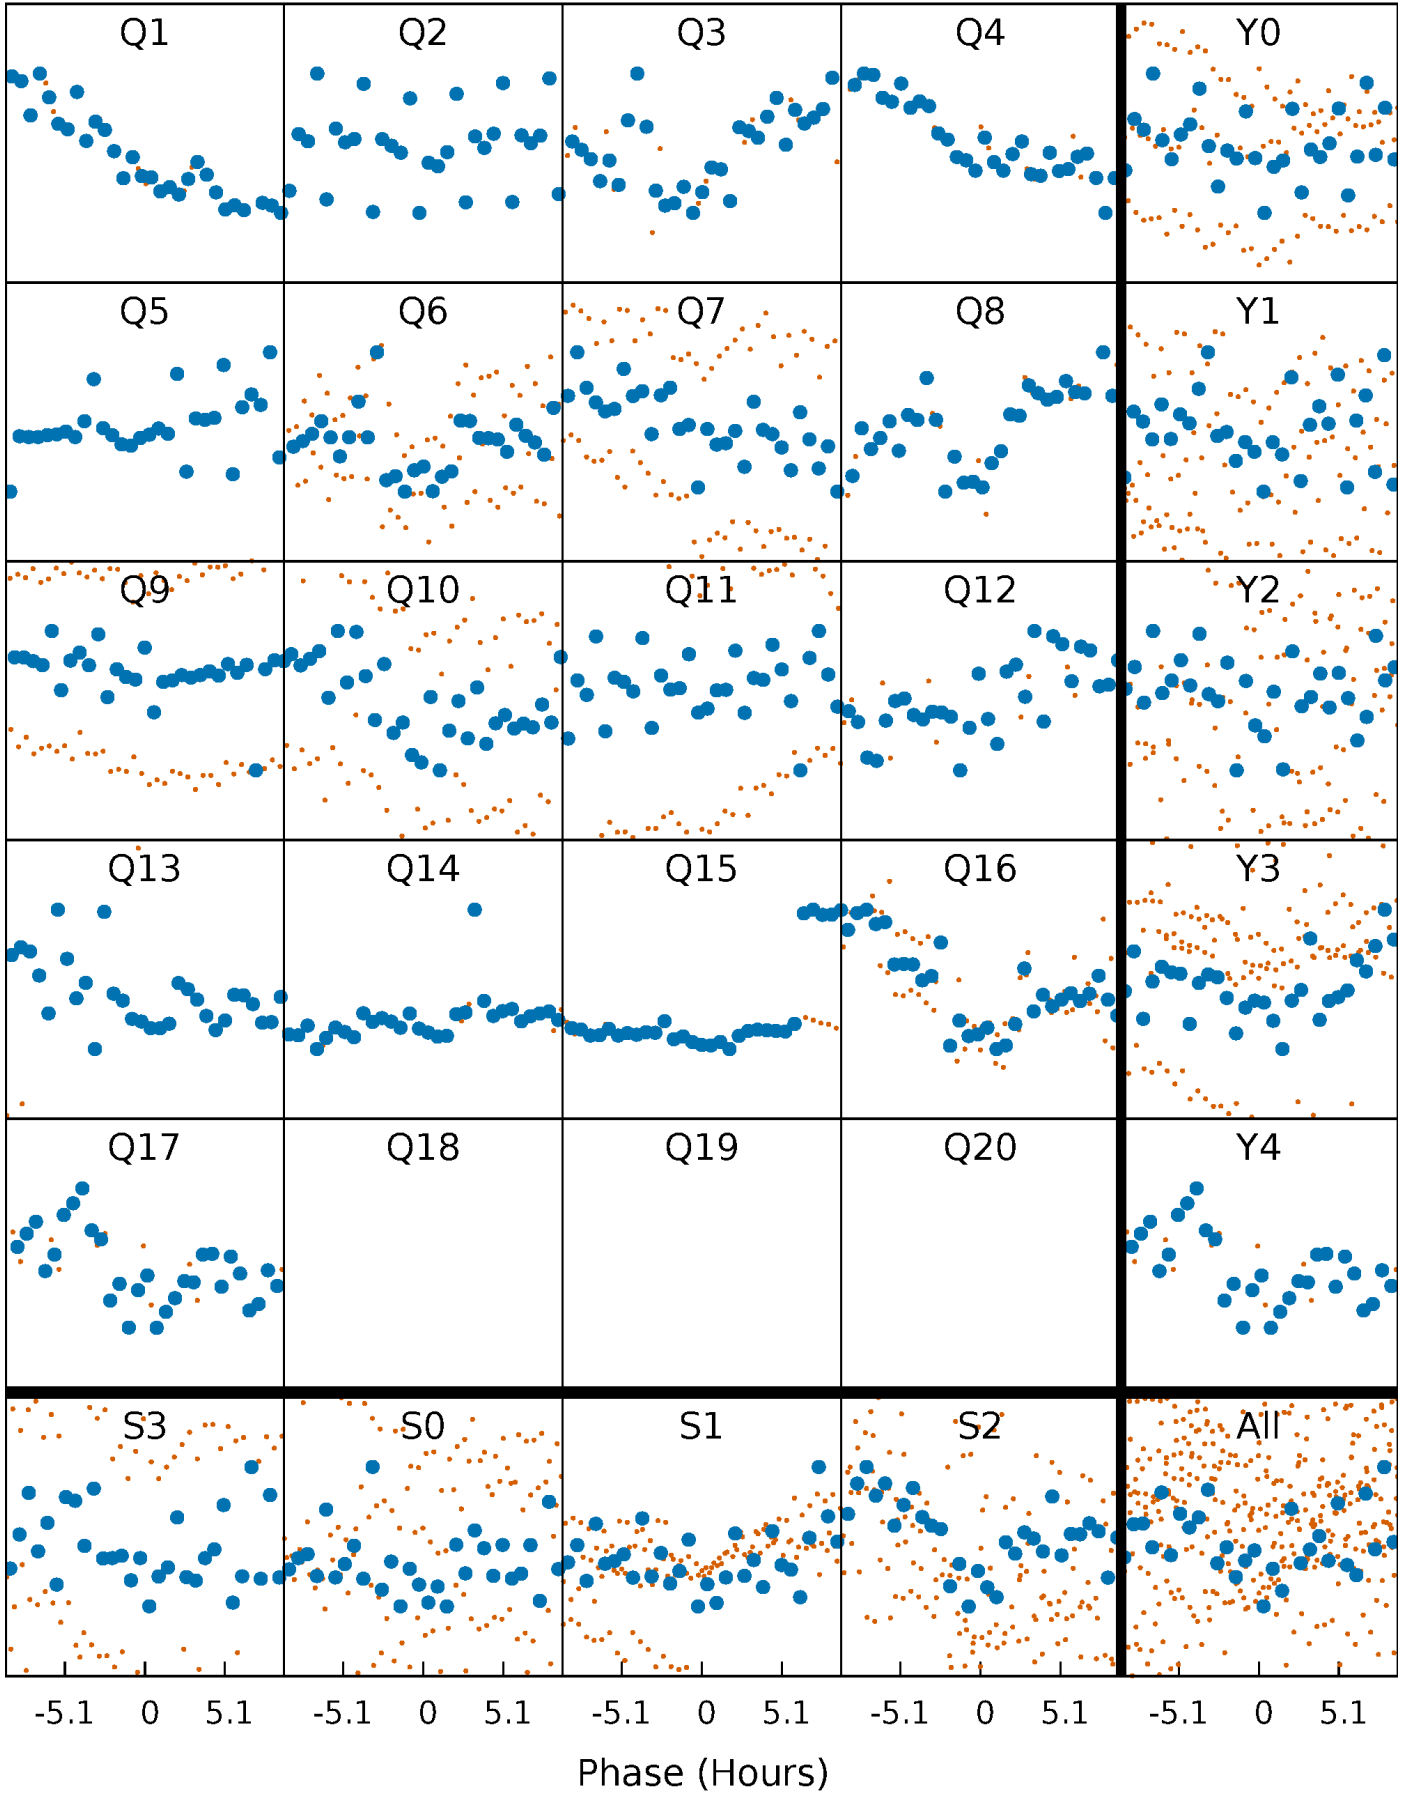 Q1 Q2 Q3 Q4 Y0
Q5 Q6 Q7 Q8 Y1
Q9 Q10 Q11 Q12 Y2
Q13 Q14 Q15 Q16 Y3
Q17 Q18 Q19 Q20 Y4
S3 S0 S1 S2 All
-5.1 0 5.1 -5.1 0 5.1 -5.1 0 5.1 -5.1 0 5.1 -5.1 0 5.1
Phase (Hours)